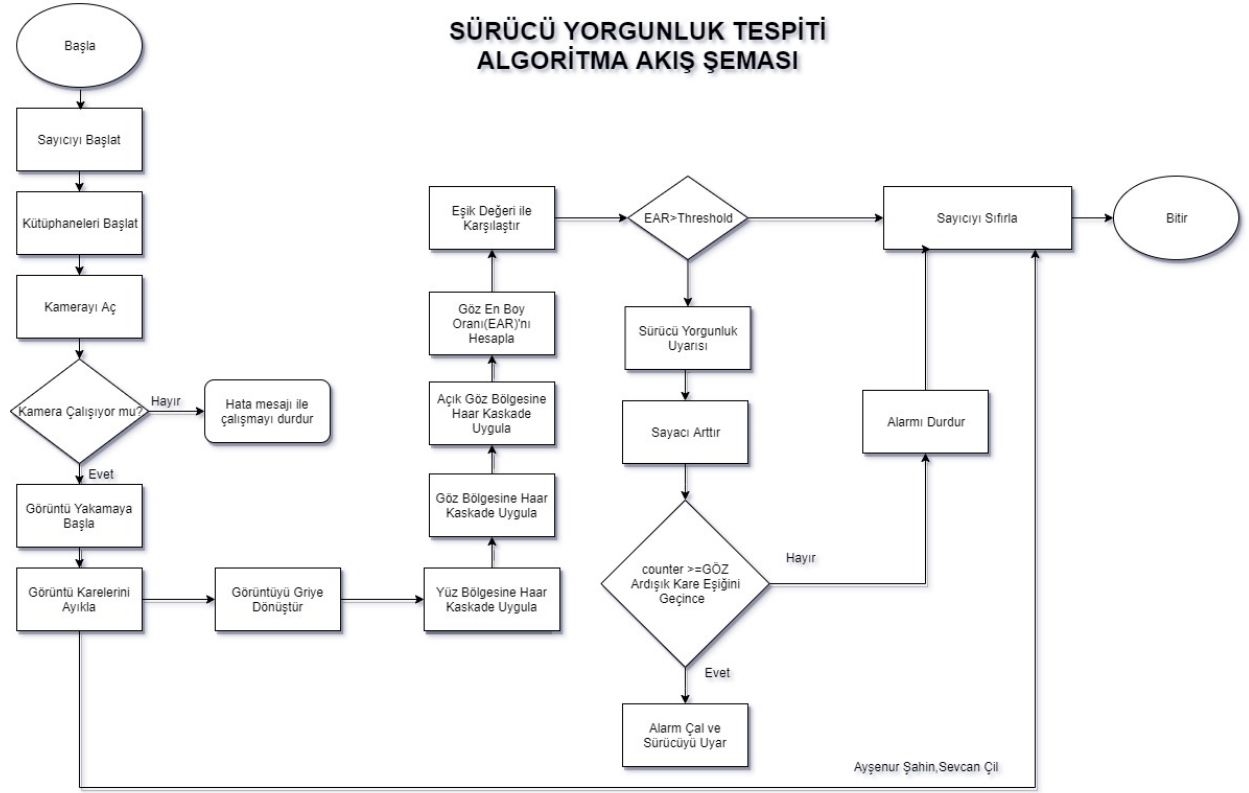 SÜRÜCÜ YORGUNLUK TESPİTİ
ALGORİTMA AKIŞ ŞEMASI
Başla
Sayıcıyı Başlat
Kütüphaneleri Başlat
Kamerayı Aç
Kamera Çalışıyor mu?
Hayır
Hata mesajı ile
çalışmayı durdur
Evet
Görüntü Yakamaya
Başla
Görüntü Karelerini
Ayıkla
Görüntüyü Griye
Dönüştür
Yüz Bölgesine Haar
Kaskade Uygula
Göz Bölgesine Haar
Kaskade Uygula
Açık Göz Bölgesine
Haar Kaskade
Uygula
Göz En Boy
Oranı(EAR)'nı
Hesapla
Eşik Değeri ile
Karşılaştır
EAR>Threshold
Sürücü Yorgunluk
Uyarısı
Sayacı Arttır
counter >=GÖZ
Ardışık Kare Eşiğini
Geçince
Hayır
Evet
Alarm Çal ve
Sürücüyü Uyar
Alarmı Durdur
Sayıcıyı Sıfırla
Bitir
Ayşenur Şahin,Sevcan Çil